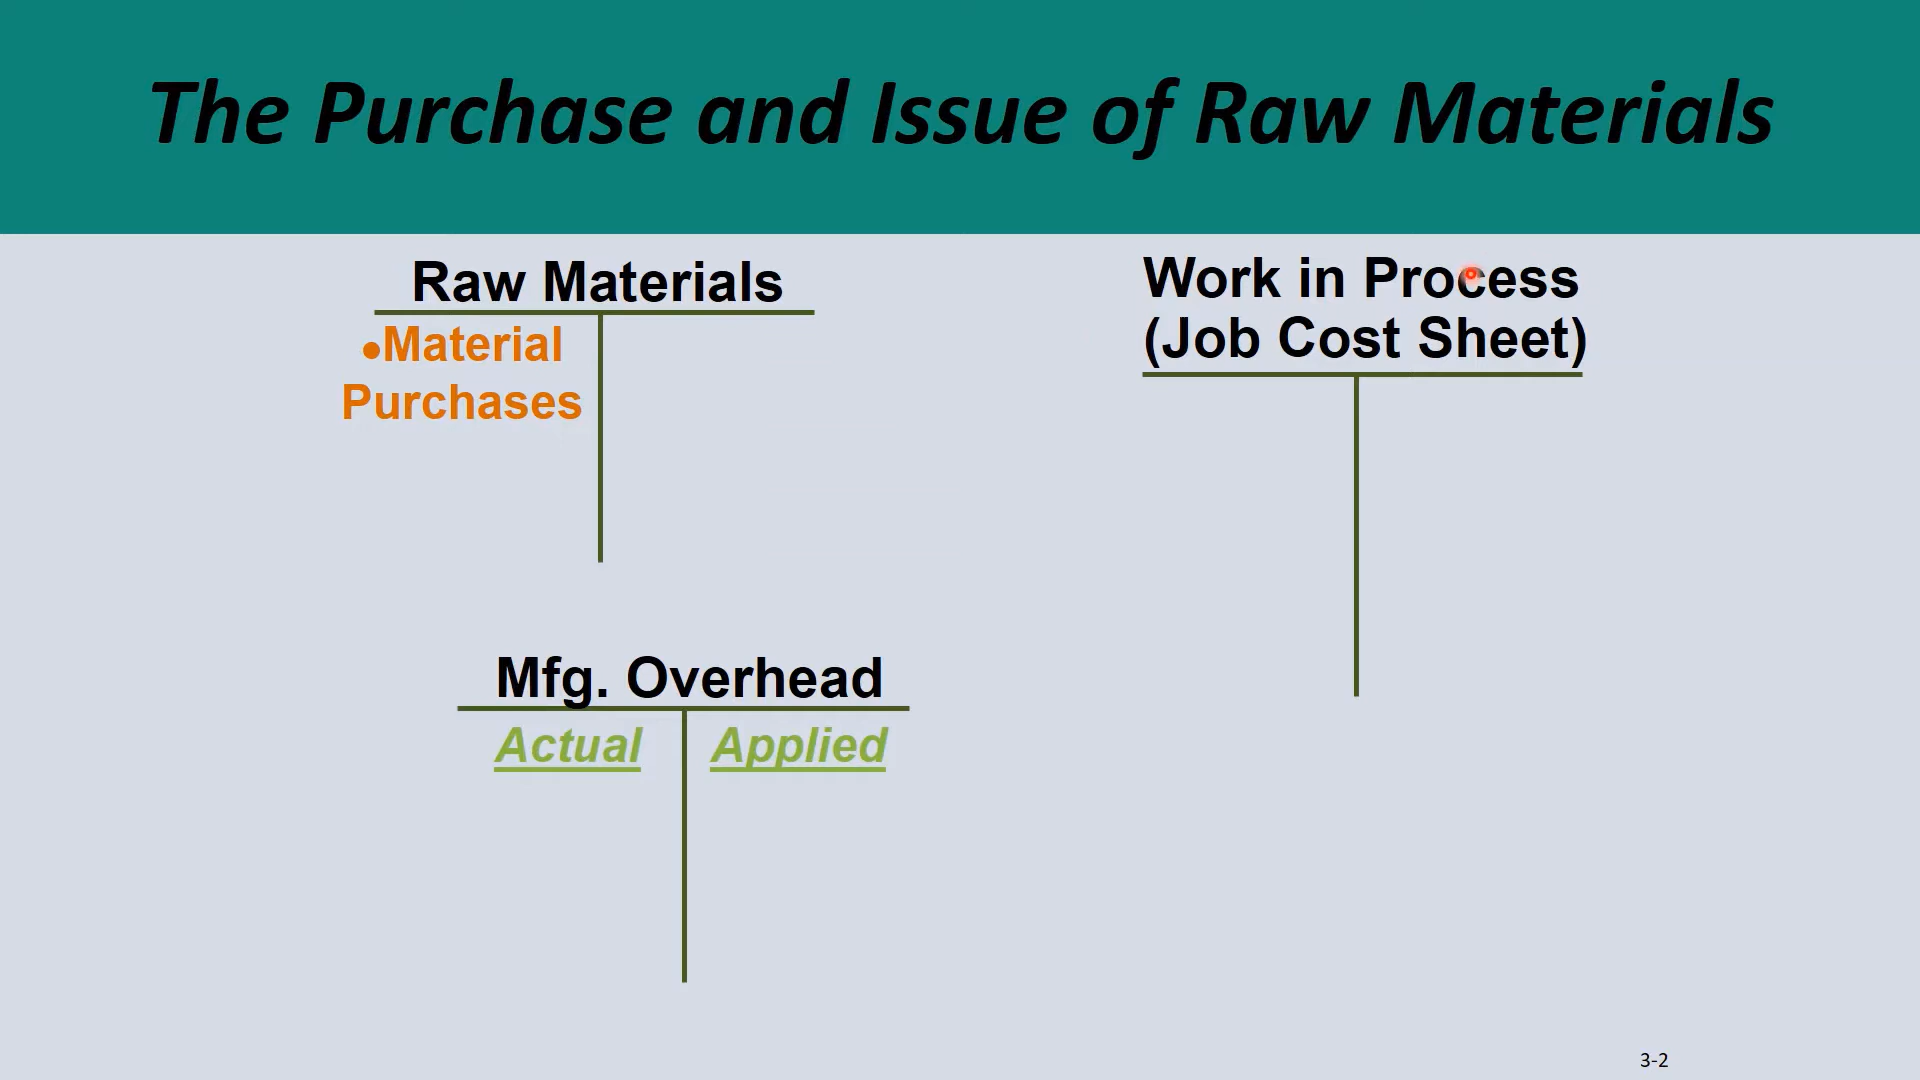 The Purchase and Issue of Raw Materials
Raw Materials
•Material
Purchases
Work in Process
(Job Cost Sheet)
Mfg. Overhead
Actual Applied
3-2